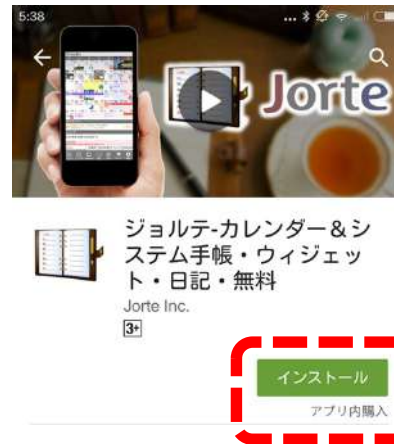 5:38
Jorte
ジョルテ-カレンダー＆シ
ステム手帳・ウィジェッ
ト・日記・無料
Jorte Inc.
3+
インストール
アプリ内購入